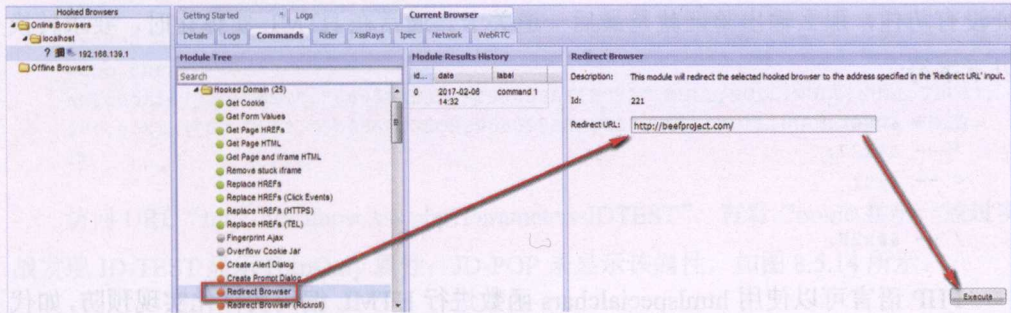 Hooked Browsers
Online Browsers
localhost
? 192.168.139.1
Offline Browsers
Getting Started
Logs
Current Browser
Details Logs Commands Rider XssRays Ipec Network WebRTC
Module Tree
Search
Hooked Domain (25)
Get Cookie
Get Form Values
Get Page HREFs
Get Page HTML
Get Page and iframe HTML
Remove stuck iframe
Replace HREFs
Replace HREFs (Click Events)
Replace HREFs (HTTPS)
Replace HREFs (TEL)
Fingerprint Ajax
Overflow Cookie Jar
Create Alert Dialog
Create Prompt Dialog
Redirect Browser
Redirect Browser (Rickroll)
Module Results History
id... date label
0 2017-02-06 14:32 command 1
Redirect Browser
Description: This module will redirect the selected hooked browser to the address specified in the 'Redirect URL' input.
Id: 221
Redirect URL: http://beefproject.com/
Execute